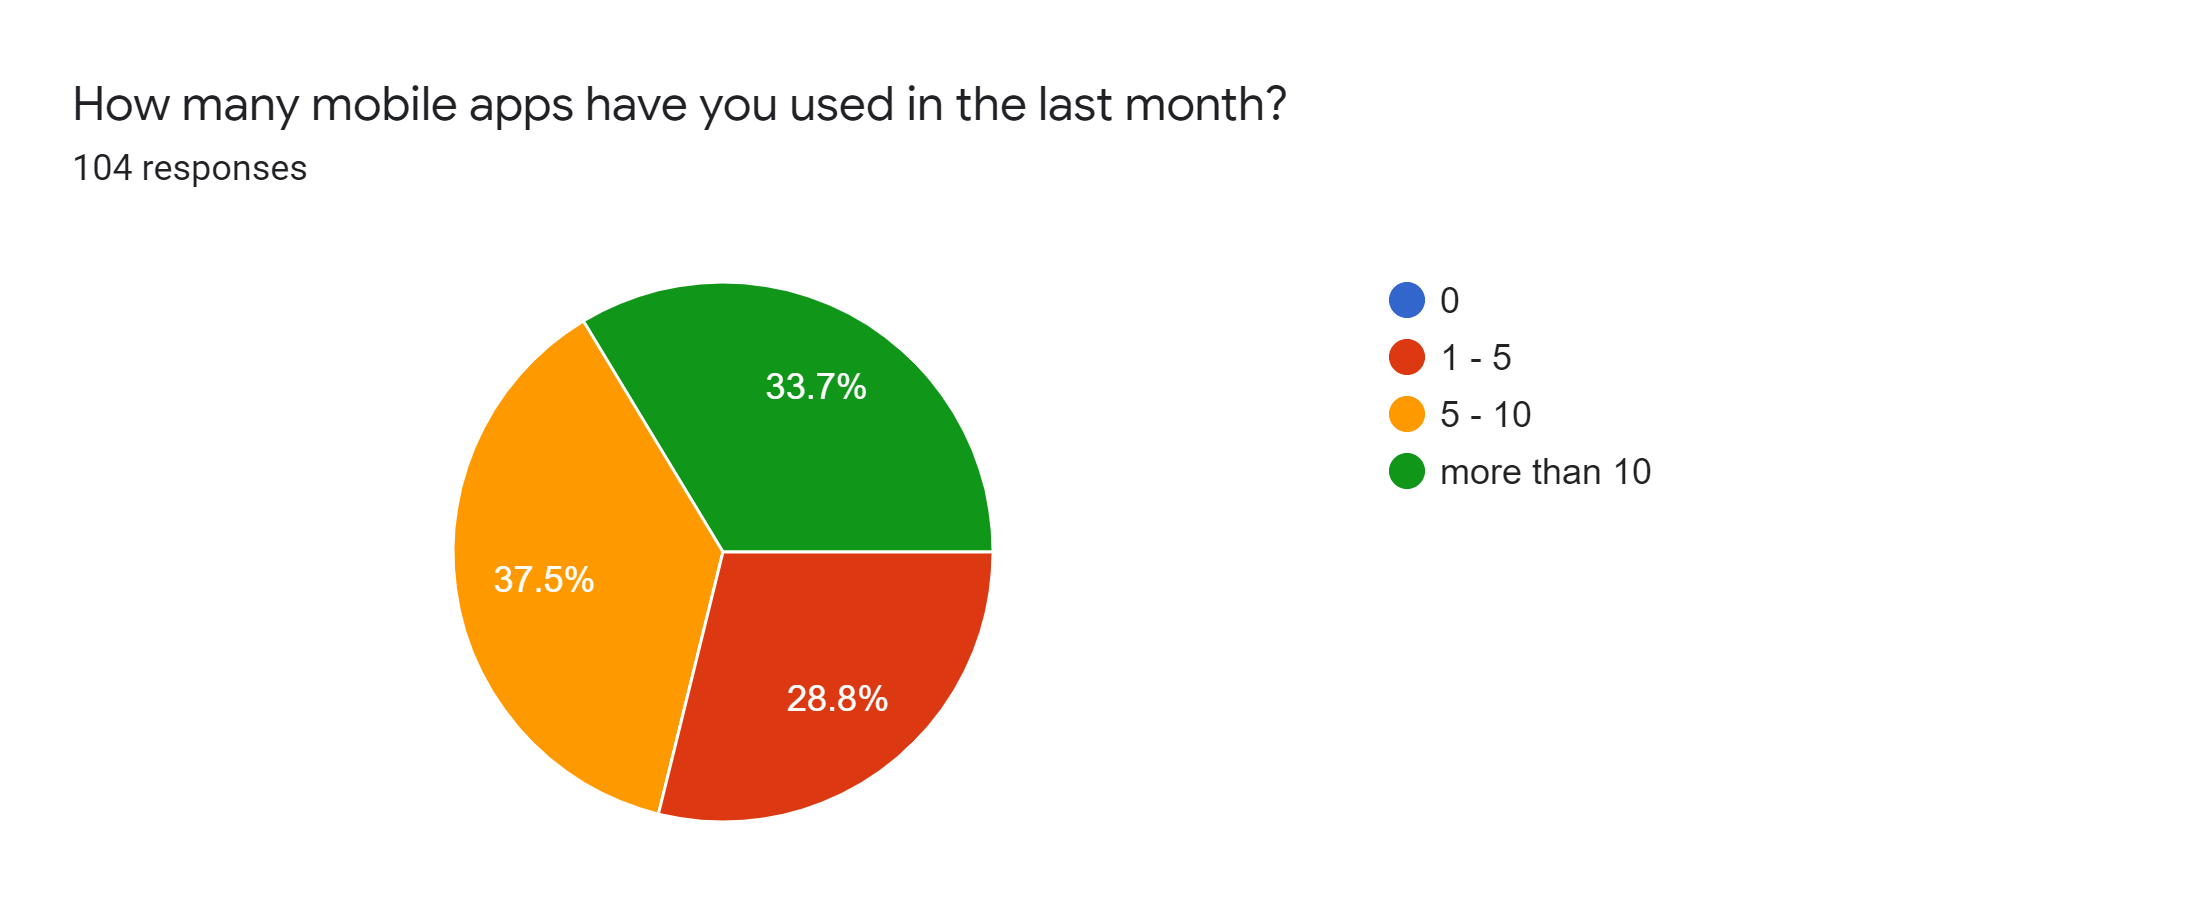 How many mobile apps have you used in the last month?
104 responses
33.7%
37.5%
28.8%
0
1 - 5
5 - 10
more than 10